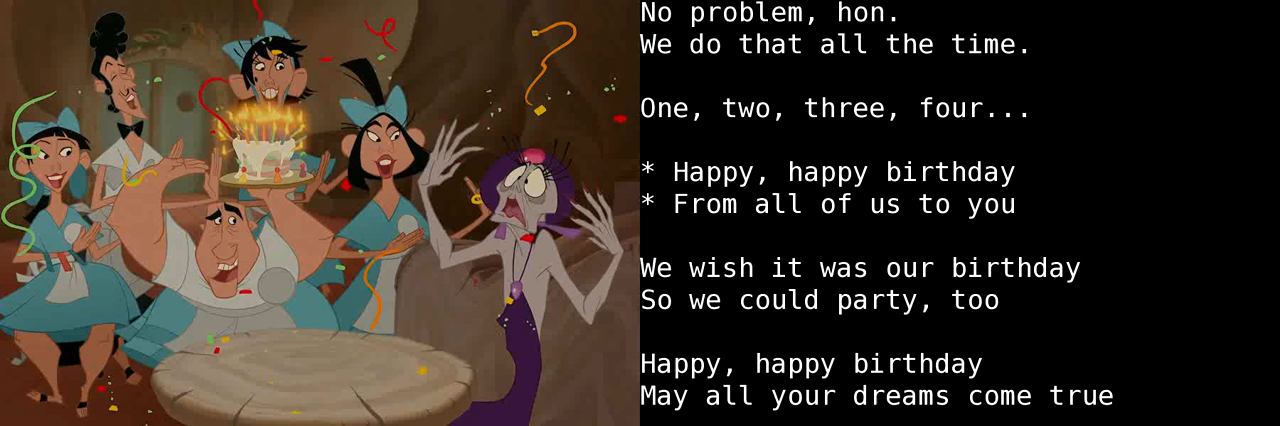 No problem, hon.
We do that all the time.
One, two, three, four...
* Happy, happy birthday
* From all of us to you
We wish it was our birthday
So we could party, too
Happy, happy birthday
May all your dreams come true